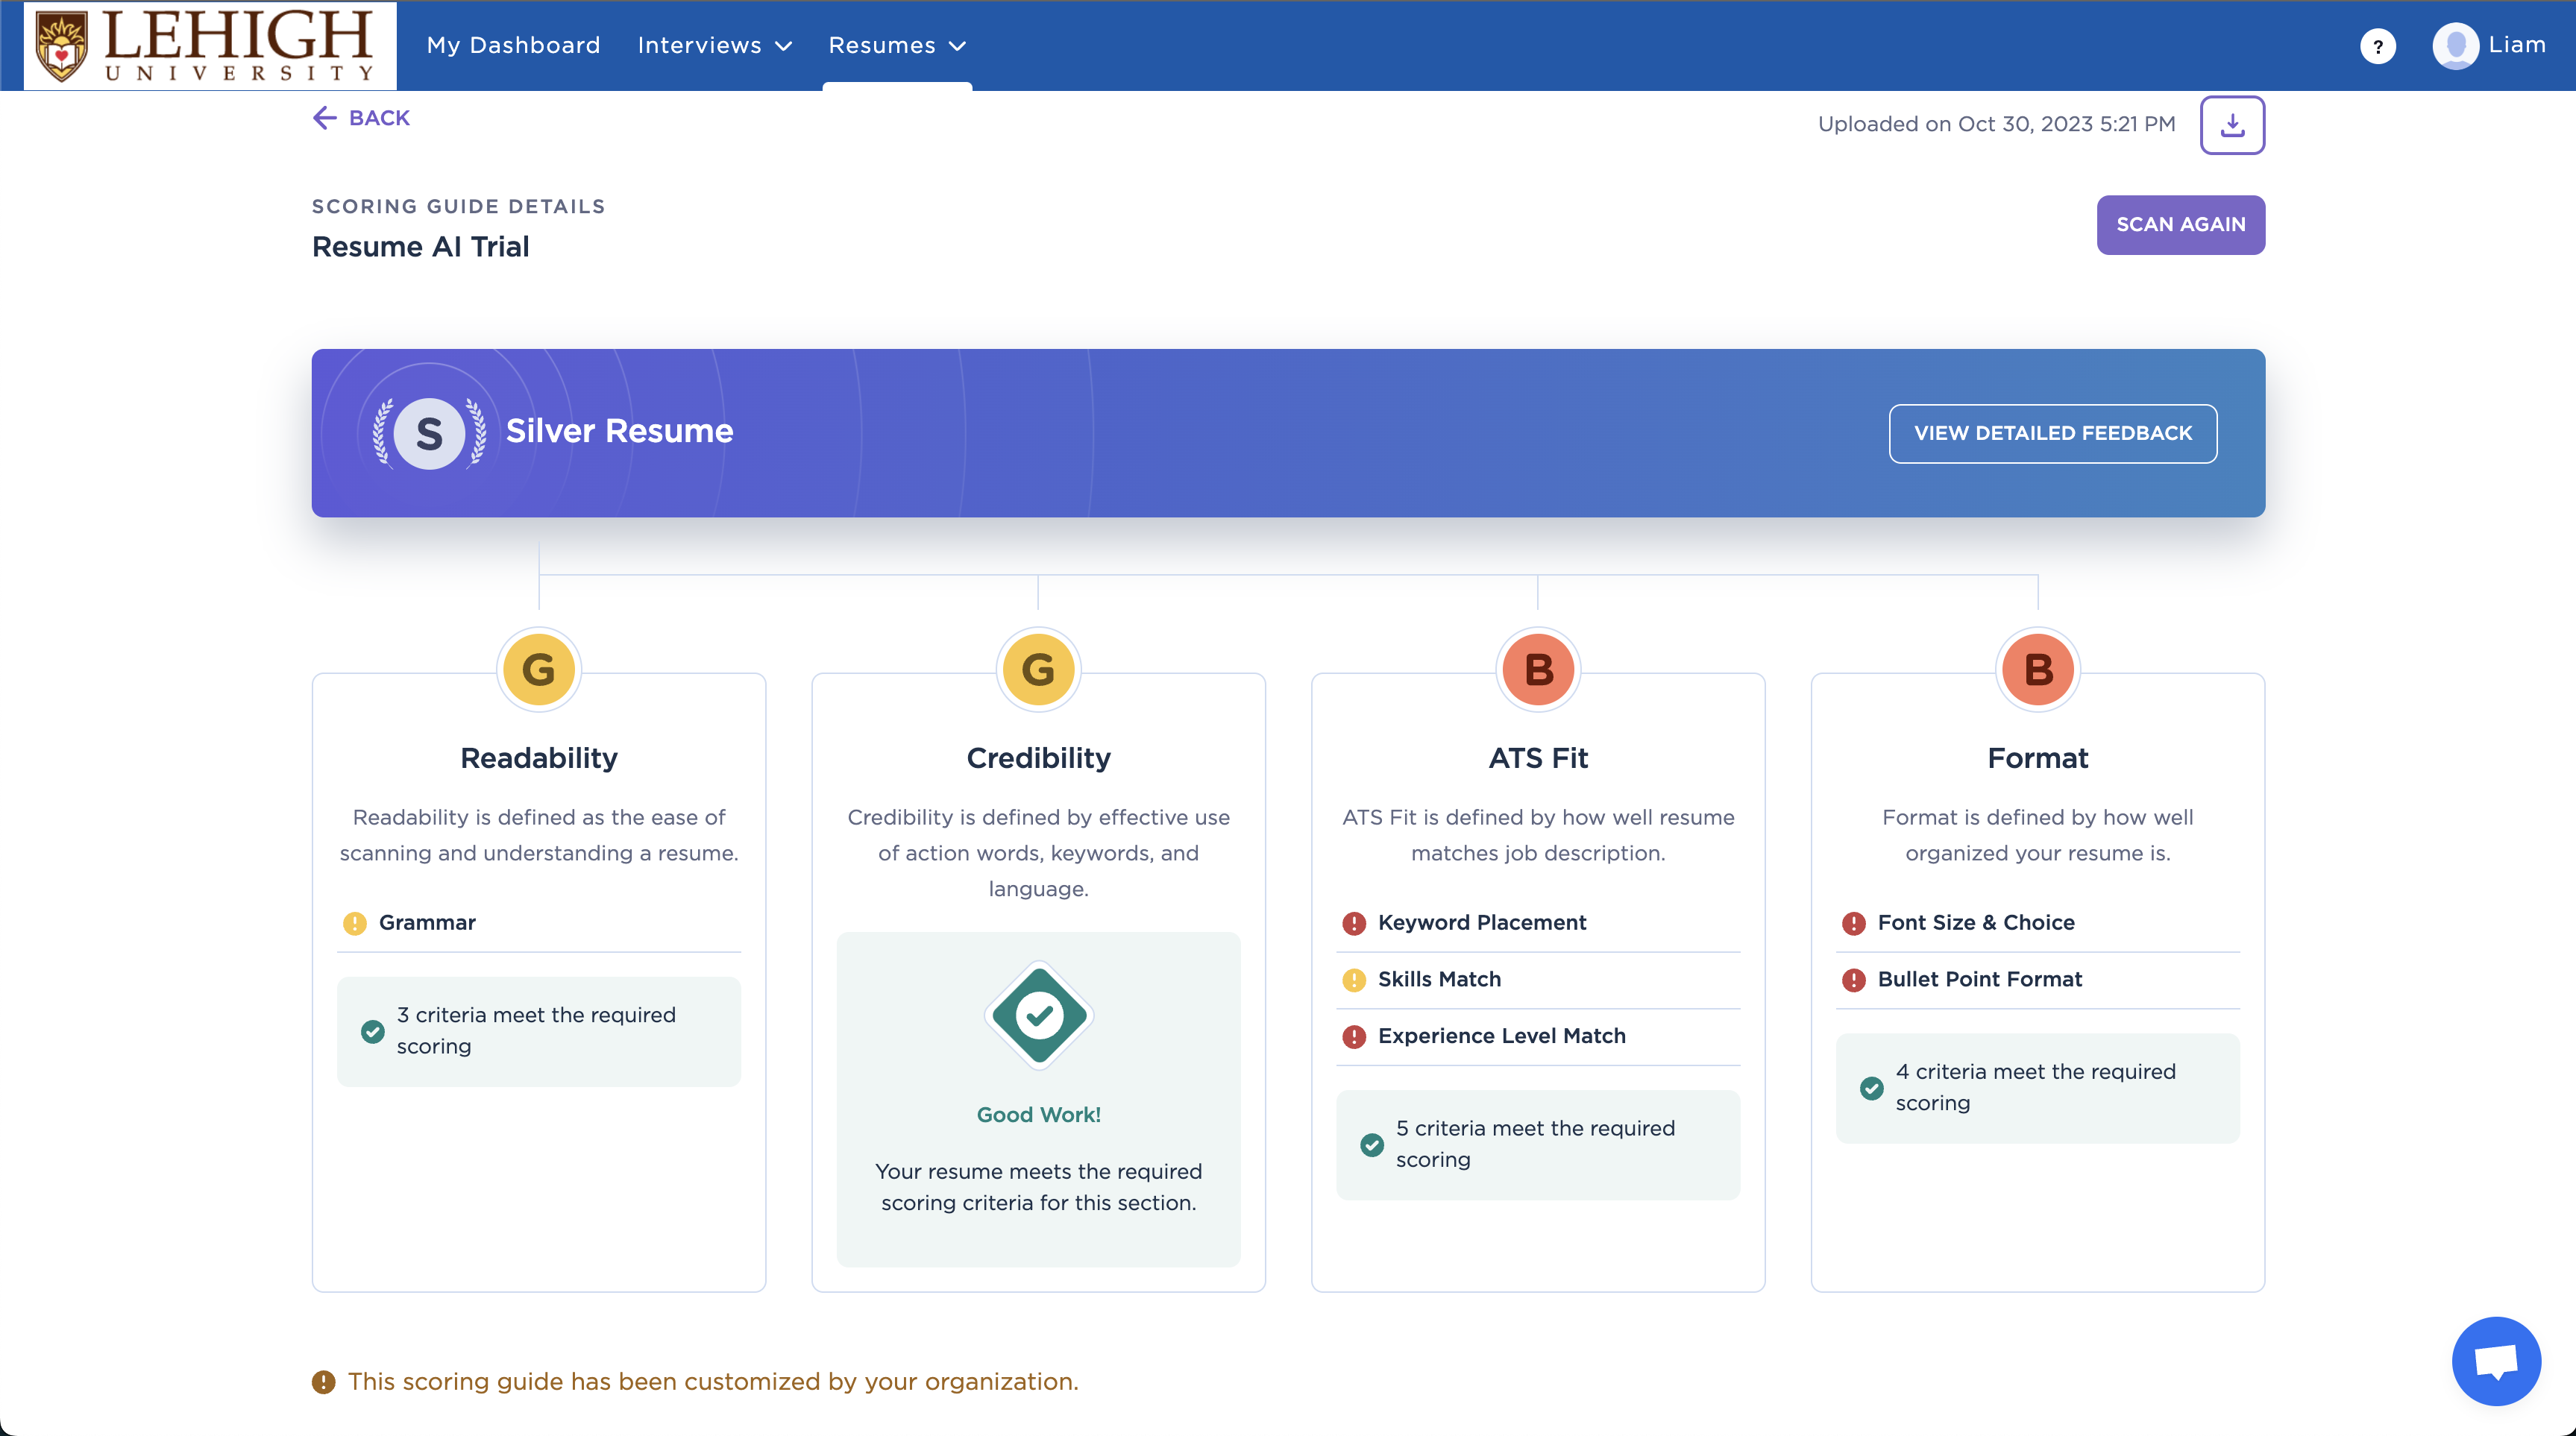 LEHIGH
UNIVERSITY
My Dashboard
Interviews
Resumes
?
Liam
BACK
Uploaded on Oct 30, 2023 5:21 PM
SCORING GUIDE DETAILS
Resume AI Trial
SCAN AGAIN
S
Silver Resume
VIEW DETAILED FEEDBACK
G
Readability
Readability is defined as the ease of
scanning and understanding a resume.
Grammar
3 criteria meet the required
scoring
G
Credibility
Credibility is defined by effective use
of action words, keywords, and
language.
Good Work!
Your resume meets the required
scoring criteria for this section.
B
ATS Fit
ATS Fit is defined by how well resume
matches job description.
Keyword Placement
Skills Match
Experience Level Match
5 criteria meet the required
scoring
B
Format
Format is defined by how well
organized your resume is.
Font Size & Choice
Bullet Point Format
4 criteria meet the required
scoring
This scoring guide has been customized by your organization.